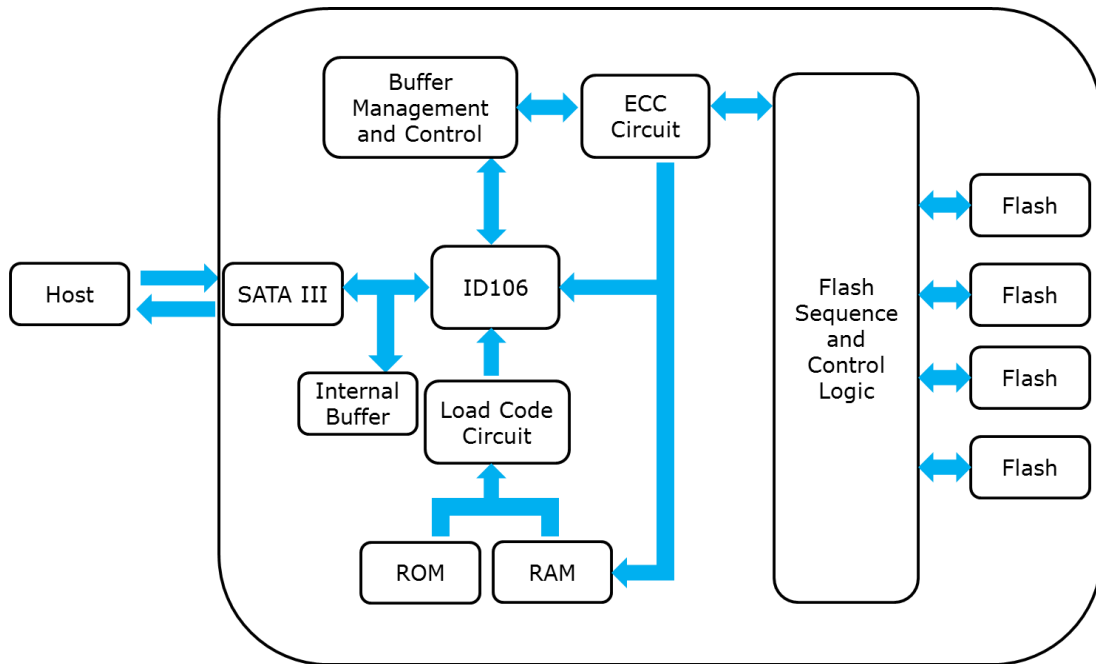 Buffer
Management
and Control
ECC
Circuit
Flash
Host
SATA III
ID106
Flash
Sequence
and
Control
Logic
Flash
Internal
Buffer
Load Code
Circuit
Flash
Flash
ROM
RAM